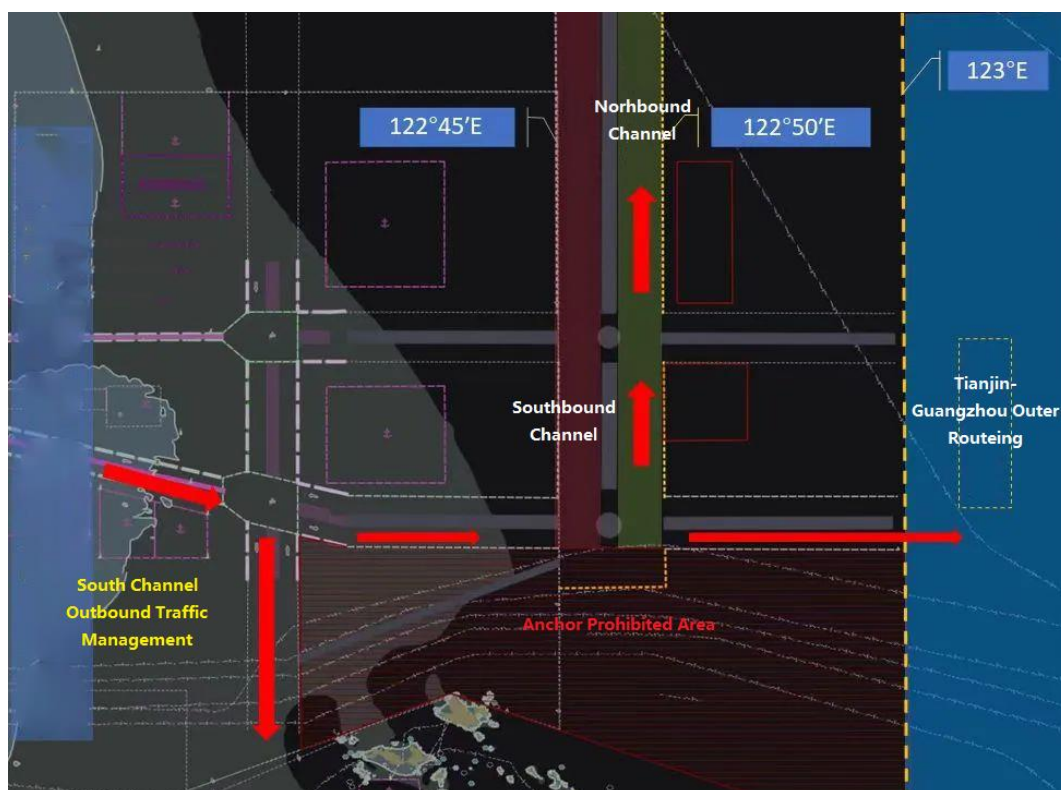 123°E
122°45′E
Norhbound
Channel
122°50′E
Tianjin-
Guangzhou Outer
Routeing
Southbound
Channel
South Channel
Outbound Traffic
Management
Anchor Prohibited Area